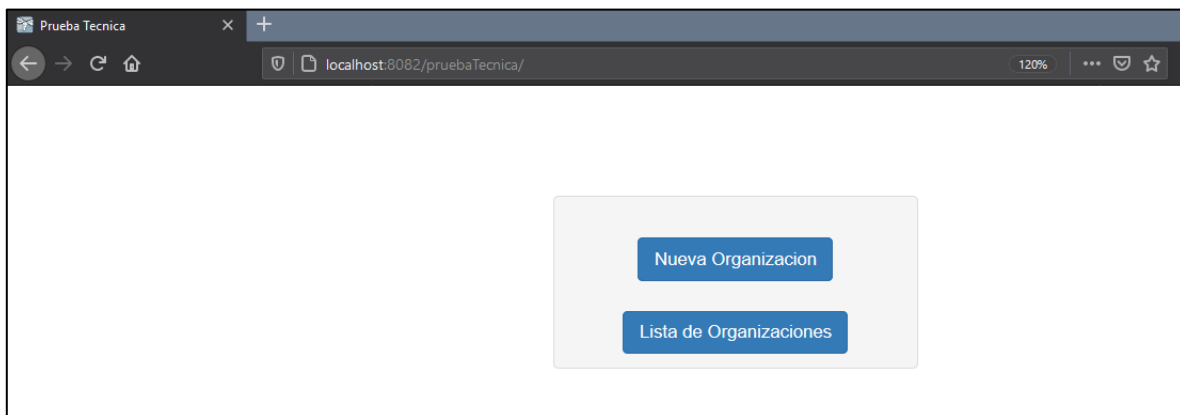 Prueba Tecnica
localhost:8082/pruebaTecnica/
120%
Nueva Organizacion
Lista de Organizaciones